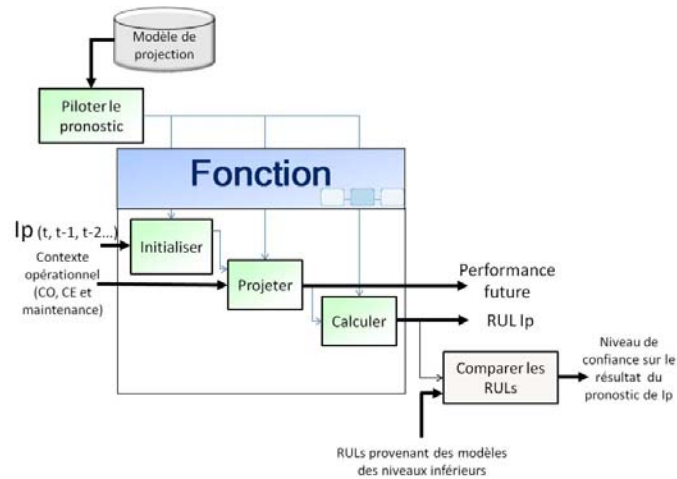 Modèle de
projection
Piloter le
pronostic
Fonction
Ip (t, t-1, t-2...)
Initialiser
Contexte
opérationnel
(CO, CE et
maintenance)
Projeter
Performance
future
Calculer
RUL Ip
Comparer les
RULs
Niveau de
confiance sur le
résultat du
pronostic de Ip
RULs provenant des modèles
des niveaux inférieurs